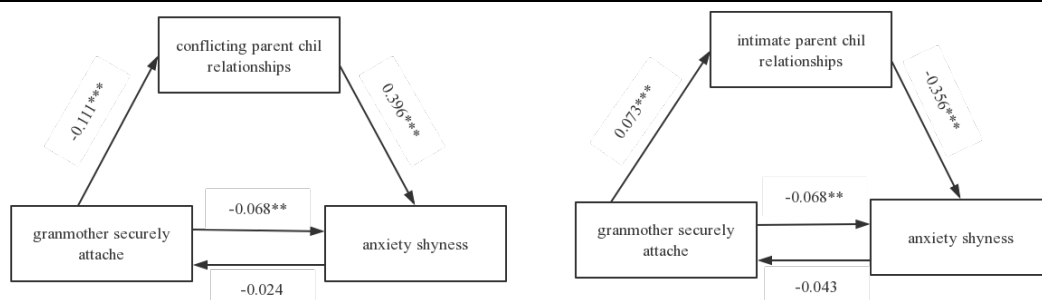 conflicting parent chil
relationships
-0.111***
0.396***
-0.068**
granmother securely
attache
anxiety shyness
-0.024
intimate parent chil
relationships
0.073***
-0.356***
-0.068**
granmother securely
attache
anxiety shyness
-0.043